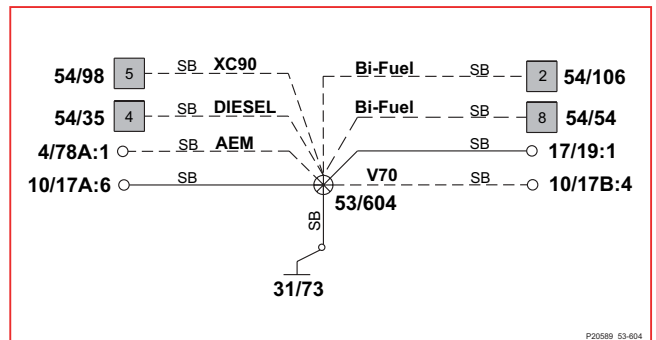 54/98 5 SB XC90 Bi-Fuel SB 2 54/106
54/35 4 SB DIESEL Bi-Fuel SB 8 54/54
4/78A:1 SB AEM SB 17/19:1
10/17A:6 SB V70 SB 10/17B:4
53/604
SB
31/73
P20589_53-604